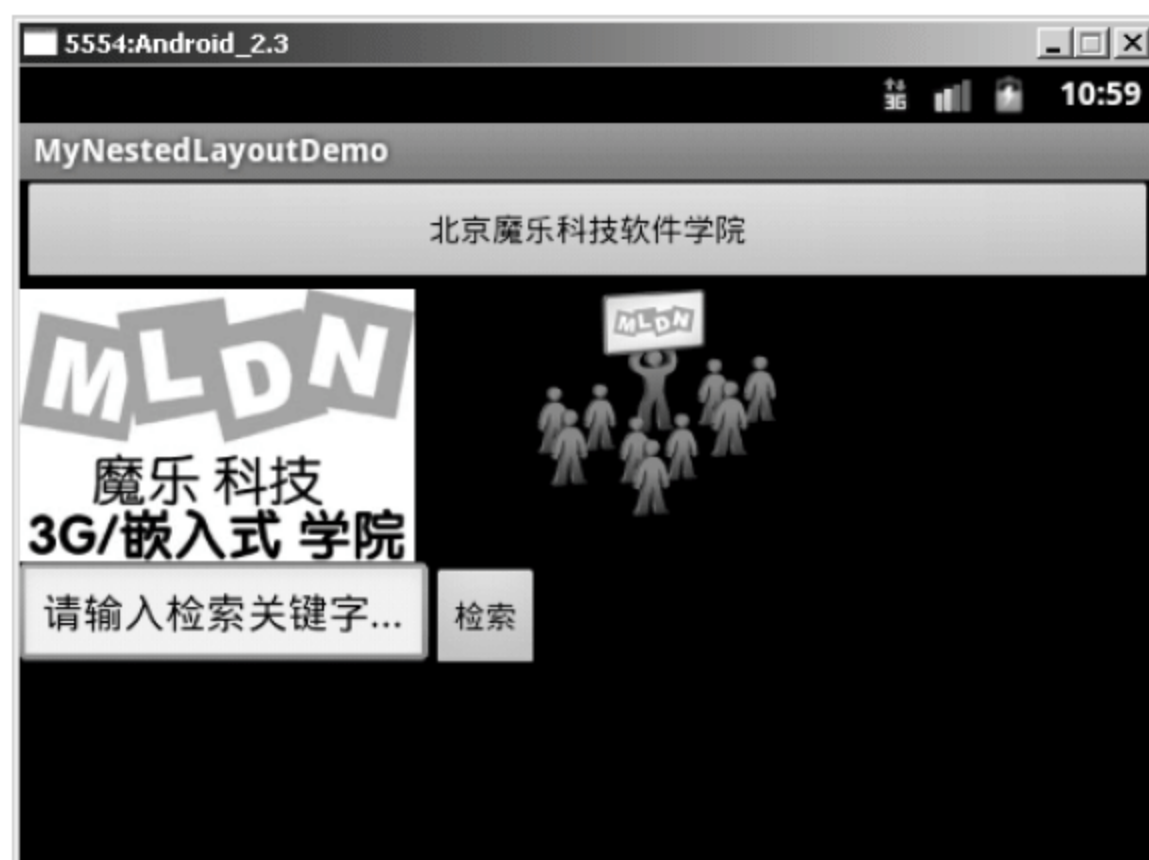 5554:Android_2.3
3G 10:59
MyNestedLayoutDemo
北京魔乐科技软件学院
MLDN
MLDN
魔乐 科技
3G/嵌入式 学院
请输入检索关键字...
检索